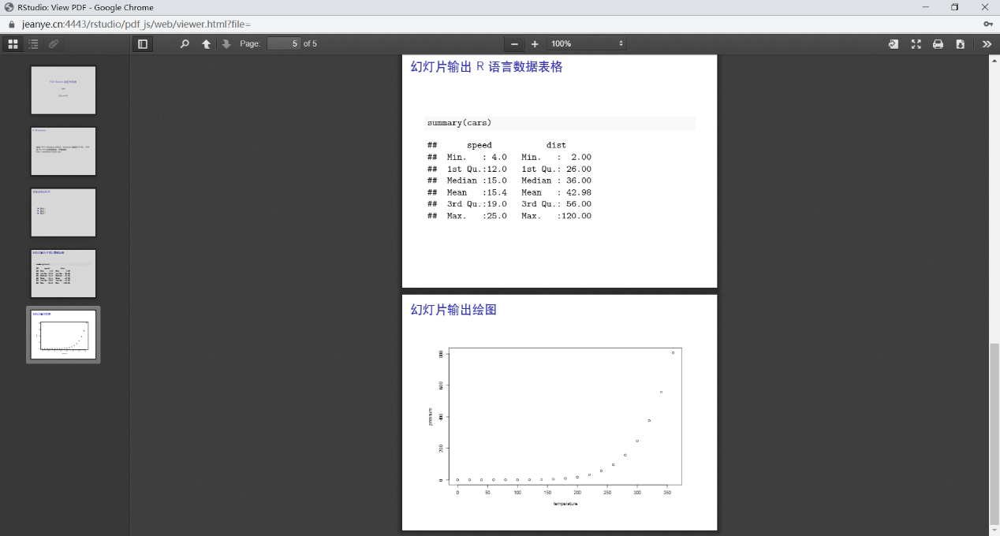 RStudio: View PDF - Google Chrome
jeanye.cn:4443/rstudio/pdf_js/web/viewer.html?file=
Page: 5 of 5
100%
幻灯片输出 R 语言数据表格
summary(cars)
## speed dist
## Min. : 4.0 Min. : 2.00
## 1st Qu.:12.0 1st Qu.: 26.00
## Median :15.0 Median : 36.00
## Mean :15.4 Mean : 42.98
## 3rd Qu.:19.0 3rd Qu.: 56.00
## Max. :25.0 Max. :120.00
幻灯片输出绘图
800
600
400
200
0
pressure
0 50 100 150 200 250 300 350
temperature